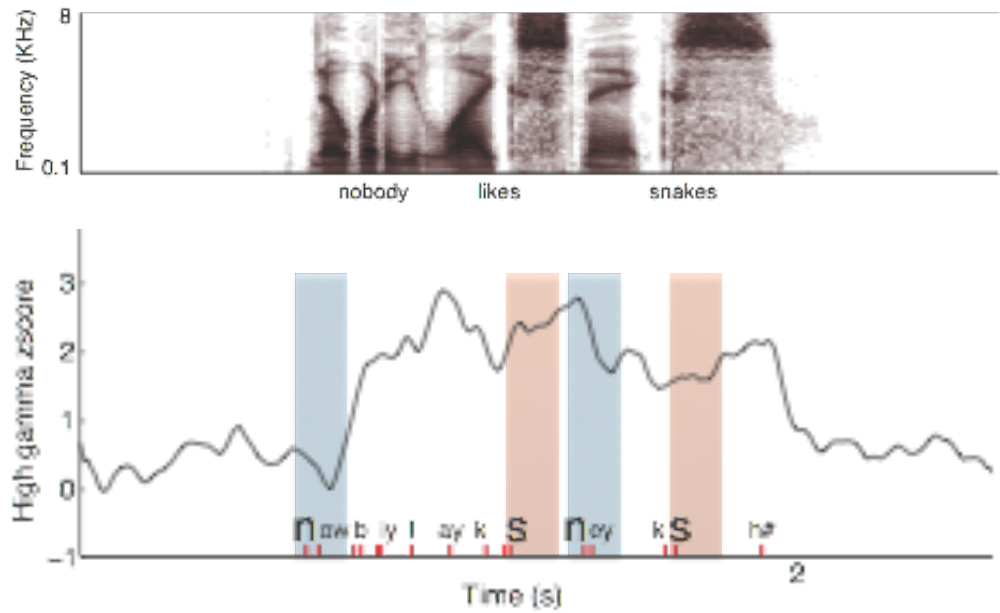 8
Frequency (KHz)
0.1
nobody likes snakes
3
2
1
0
-1
High gamma zscore
n aw b iy l ay k s n ey k s h#
2
Time (s)